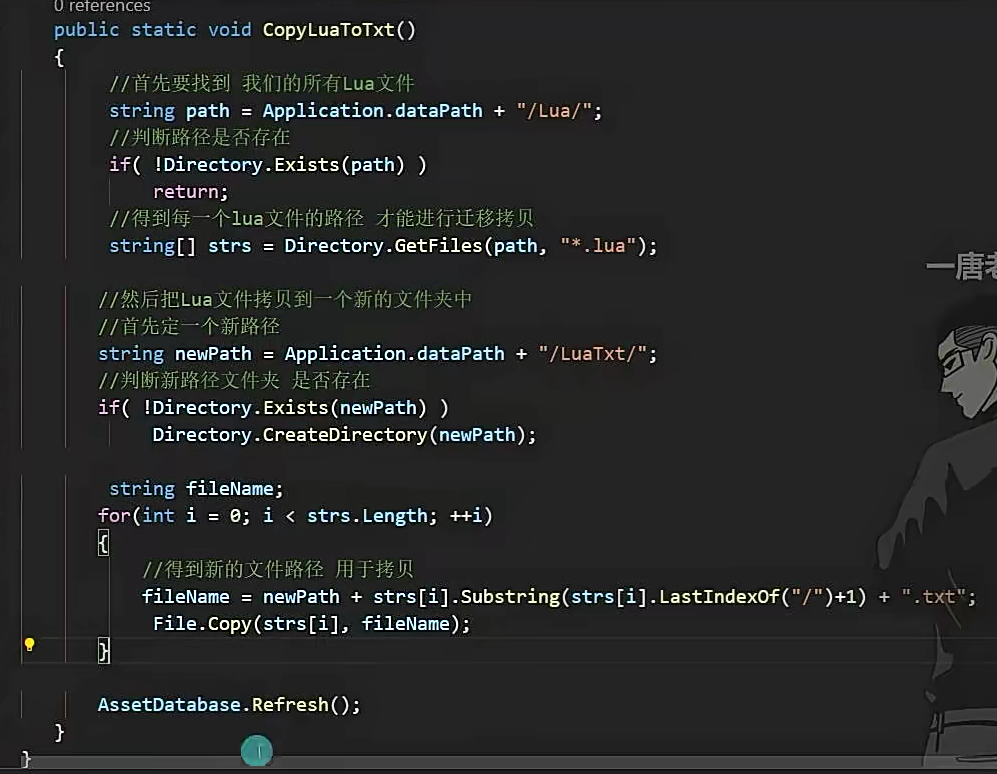 0 references
public static void CopyLuaToTxt()
{
//首先要找到 我们的所有Lua文件
string path = Application.dataPath + "/Lua/";
//判断路径是否存在
if( !Directory.Exists(path) )
return;
//得到每一个lua文件的路径 才能进行迁移拷贝
string[] strs = Directory.GetFiles(path, "*.lua");
//然后把Lua文件拷贝到一个新的文件夹中
//首先定一个新路径
string newPath = Application.dataPath + "/LuaTxt/";
//判断新路径文件夹 是否存在
if( !Directory.Exists(newPath) )
Directory.CreateDirectory(newPath);
string fileName;
for(int i = 0; i < strs.Length; ++i)
{
//得到新的文件路径 用于拷贝
fileName = newPath + strs[i].Substring(strs[i].LastIndexOf("/")+1) + ".txt";
File.Copy(strs[i], fileName);
}
AssetDatabase.Refresh();
}
}
一唐老